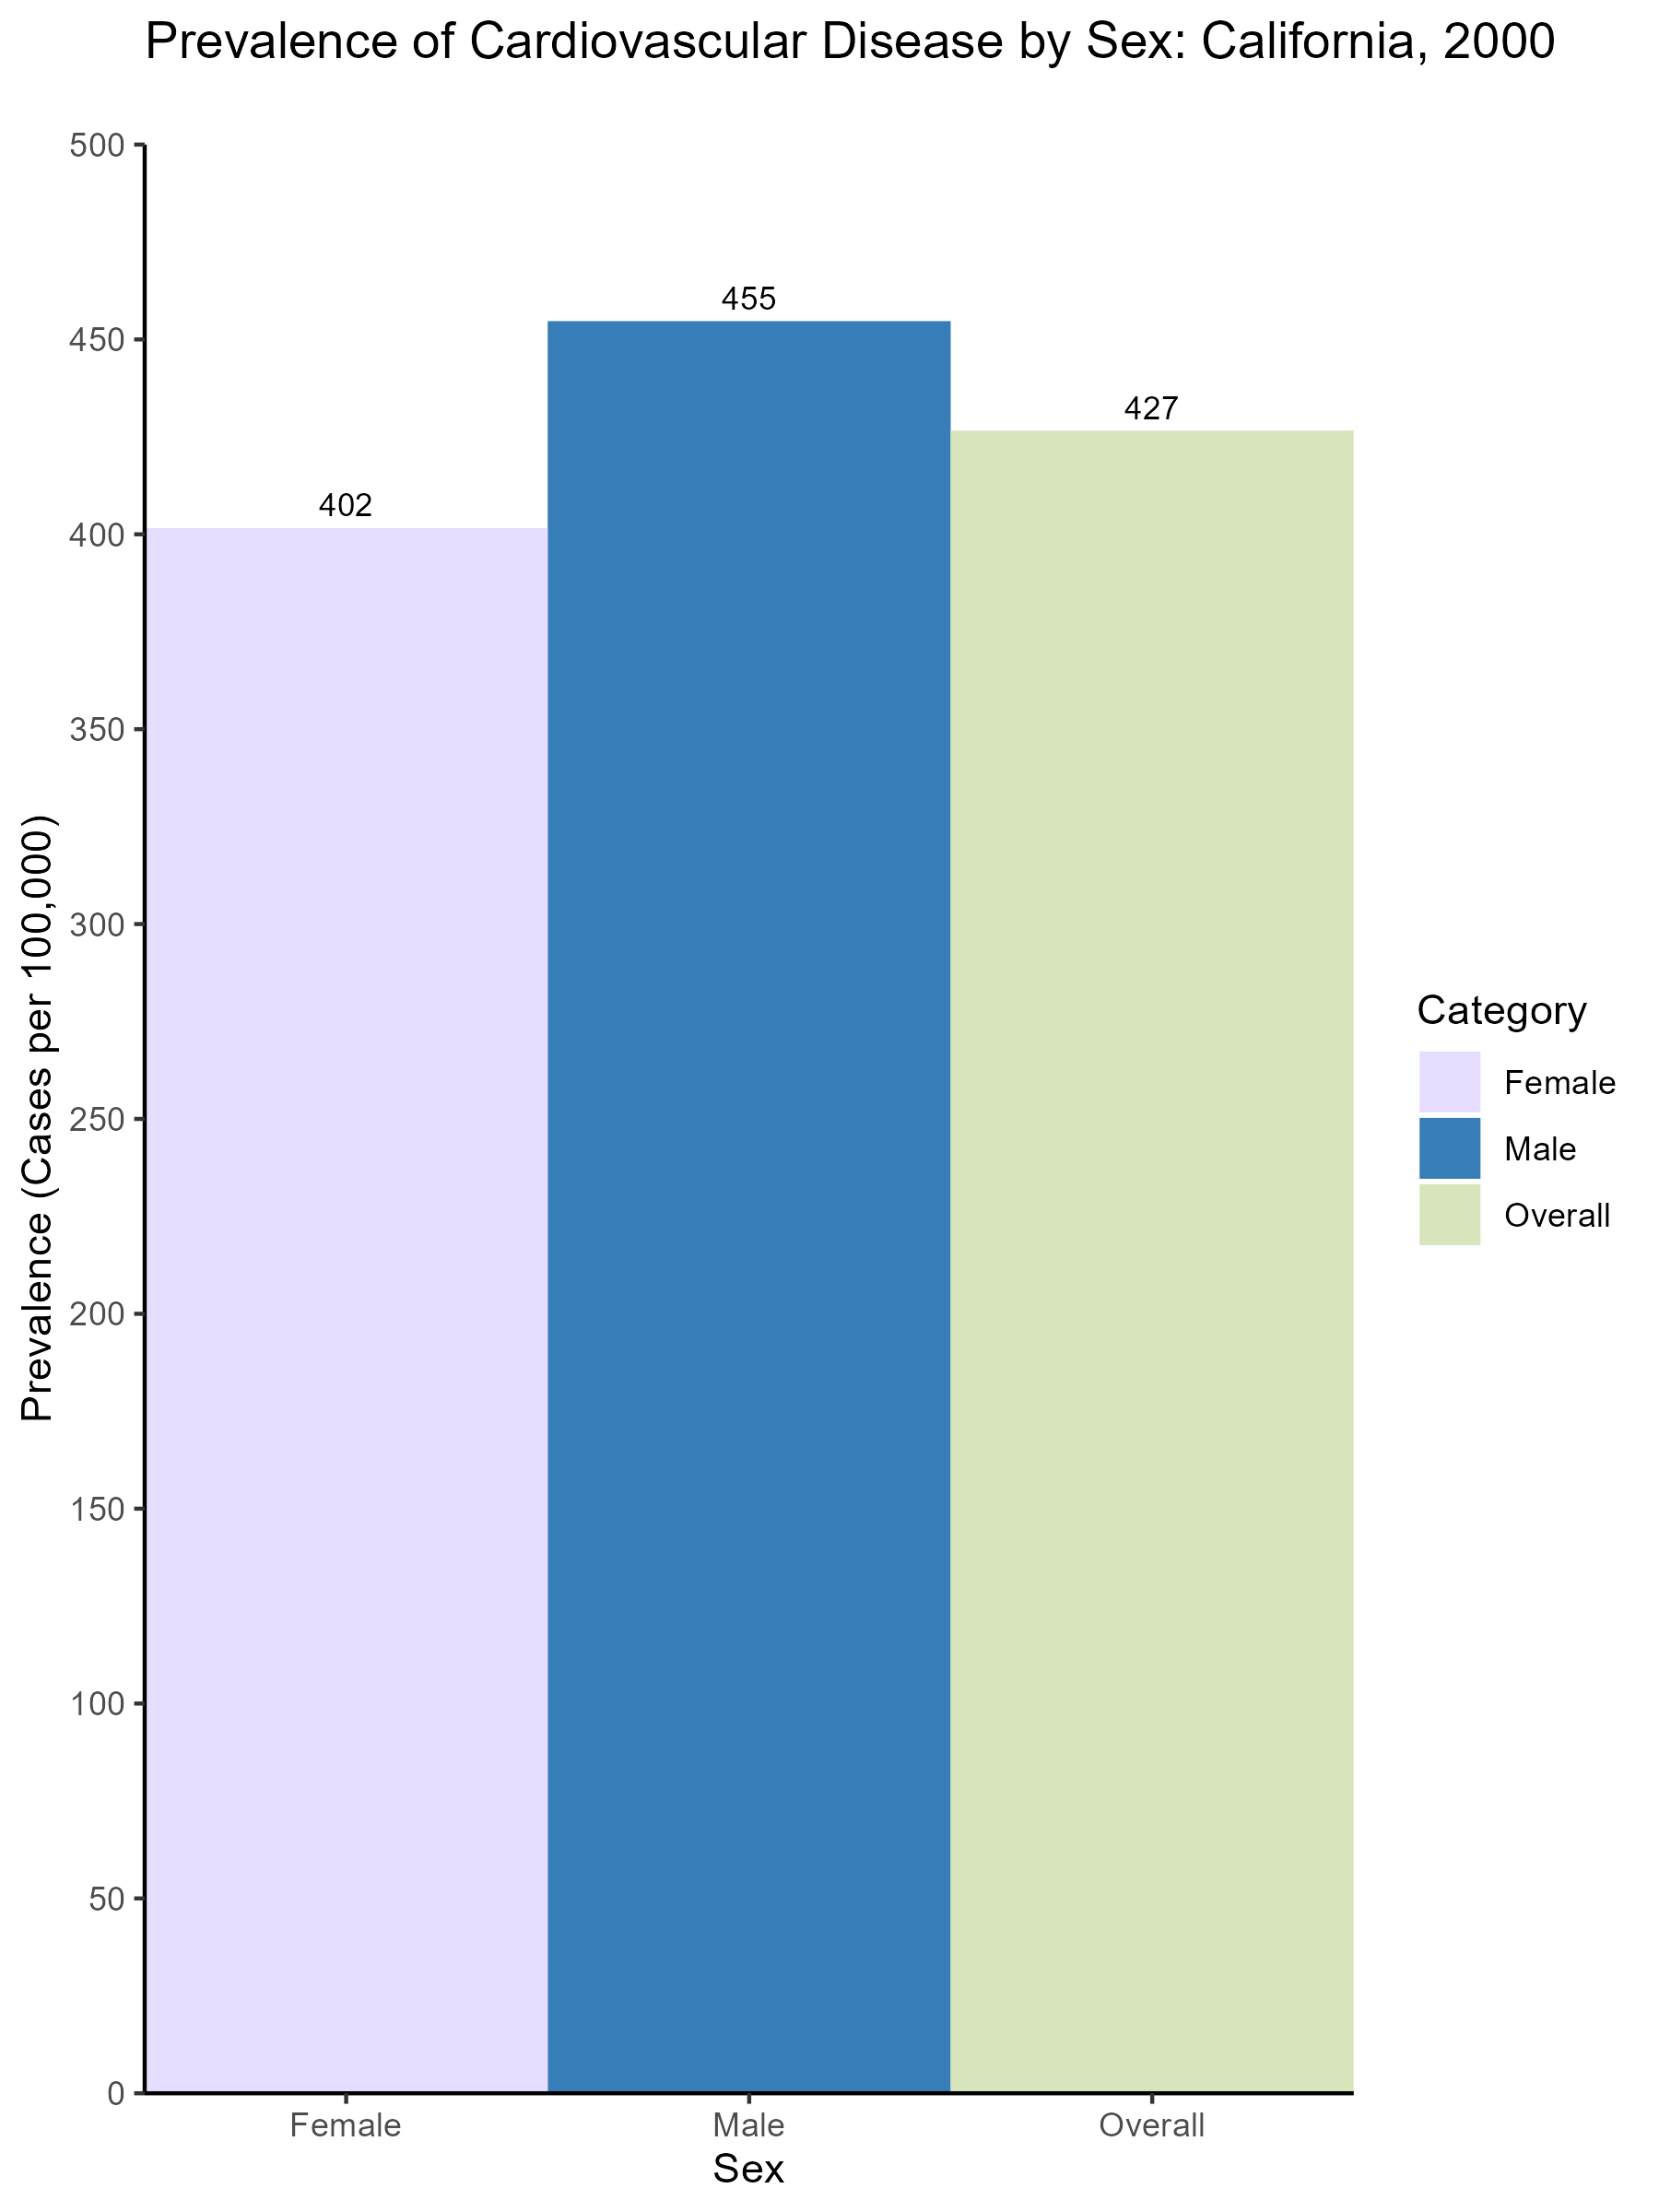 Prevalence of Cardiovascular Disease by Sex: California, 2000
500
450
400
350
300
250
200
150
100
50
0
Prevalence (Cases per 100,000)
402
455
427
Female
Male
Overall
Sex
Category
Female
Male
Overall